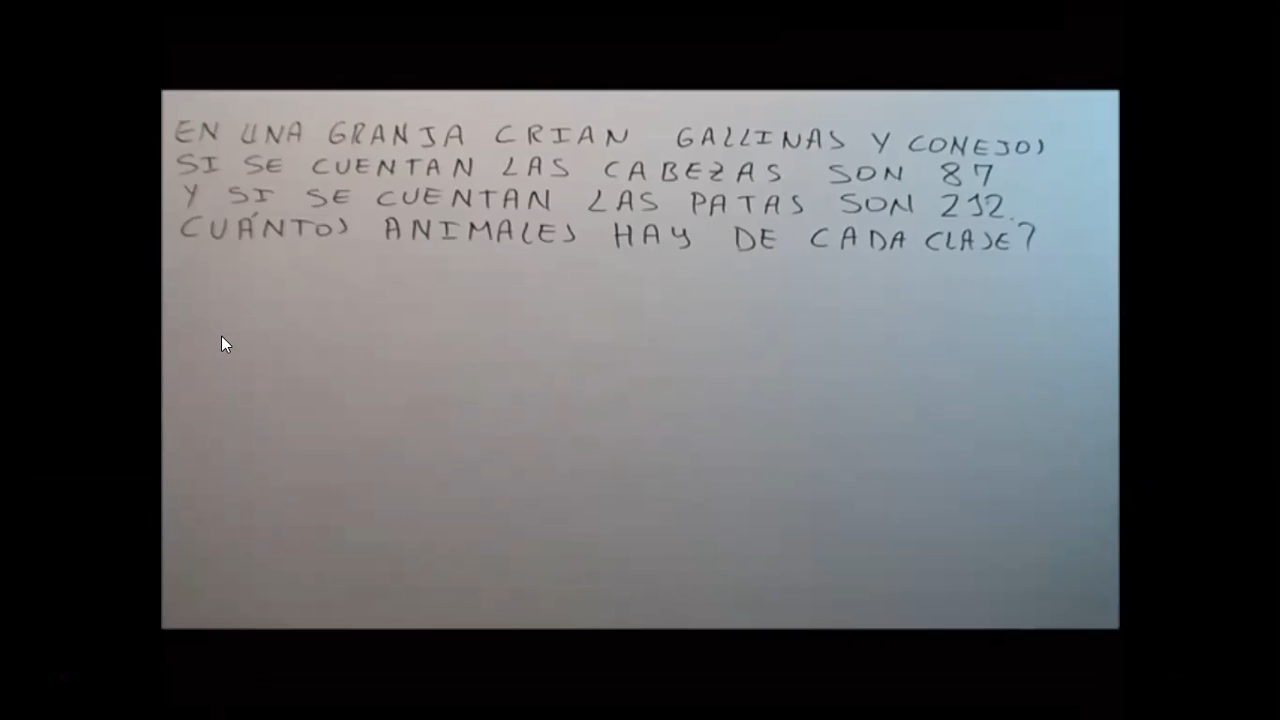 EN UNA GRANJA CRIAN GALLINAS Y CONEJOS
SI SE CUENTAN LAS CABEZAS SON 87
Y SI SE CUENTAN LAS PATAS SON 212.
CUÁNTOS ANIMALES HAY DE CADA CLASE?